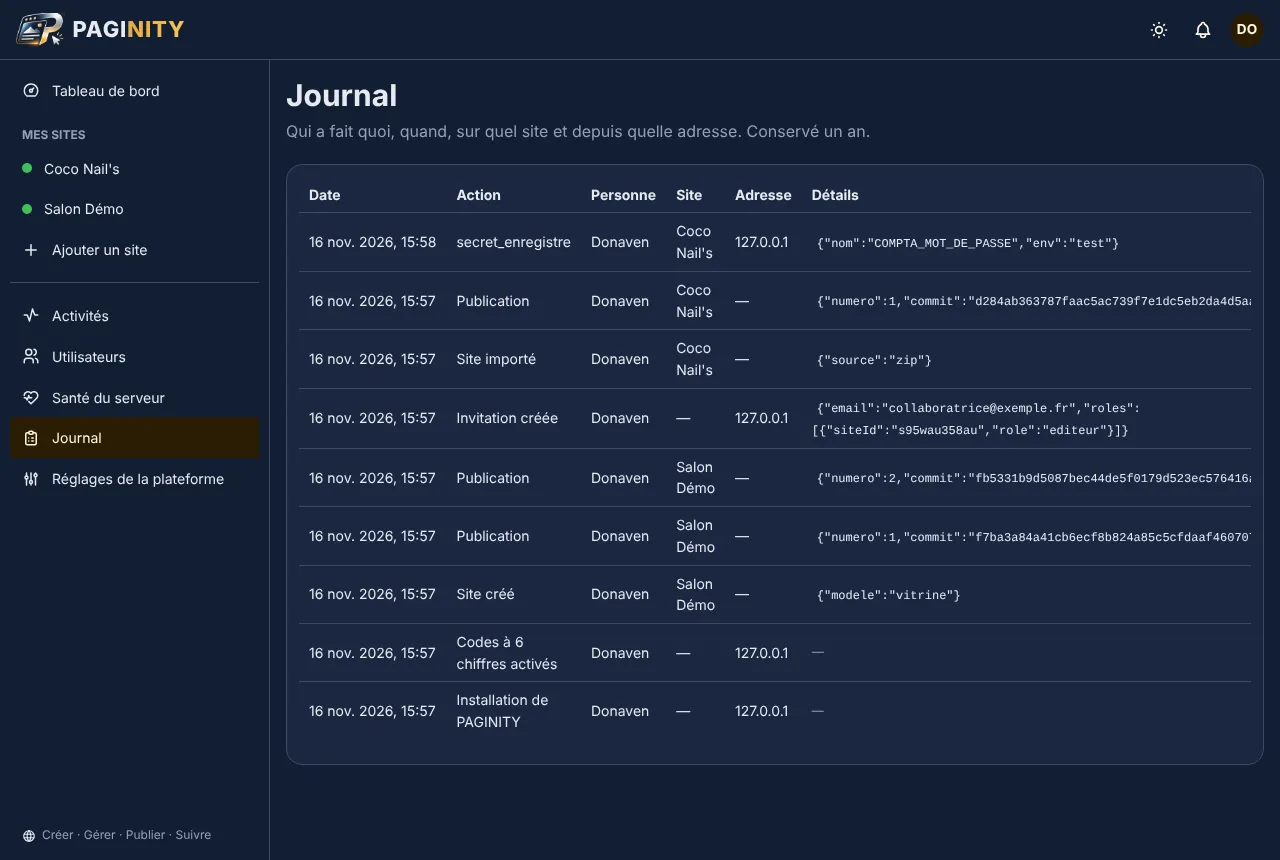 PAGINITY
DO
Tableau de bord
MES SITES
Coco Nail's
Salon Démo
Ajouter un site
Activités
Utilisateurs
Santé du serveur
Journal
Réglages de la plateforme
Créer · Gérer · Publier · Suivre
Journal
Qui a fait quoi, quand, sur quel site et depuis quelle adresse. Conservé un an.
Date Action Personne Site Adresse Détails
16 nov. 2026, 15:58 secret_enregistre Donaven Coco Nail's 127.0.0.1 {"nom":"COMPTA_MOT_DE_PASSE","env":"test"}
16 nov. 2026, 15:57 Publication Donaven Coco Nail's — {"numero":1,"commit":"d284ab363787faac5ac739f7e1dc5eb2da4d5a
16 nov. 2026, 15:57 Site importé Donaven Coco Nail's — {"source":"zip"}
16 nov. 2026, 15:57 Invitation créée Donaven — 127.0.0.1 {"email":"collaboratrice@exemple.fr","roles":
[{"siteId":"s95wau358au","role":"editeur"}]}
16 nov. 2026, 15:57 Publication Donaven Salon Démo — {"numero":2,"commit":"fb5331b9d5087bec44de5f0179d523ec576416
16 nov. 2026, 15:57 Publication Donaven Salon Démo — {"numero":1,"commit":"f7ba3a84a41cb6ecf8b824a85c5cfdaaf46070
16 nov. 2026, 15:57 Site créé Donaven Salon Démo — {"modele":"vitrine"}
16 nov. 2026, 15:57 Codes à 6 chiffres activés Donaven — 127.0.0.1 —
16 nov. 2026, 15:57 Installation de PAGINITY Donaven — 127.0.0.1 —